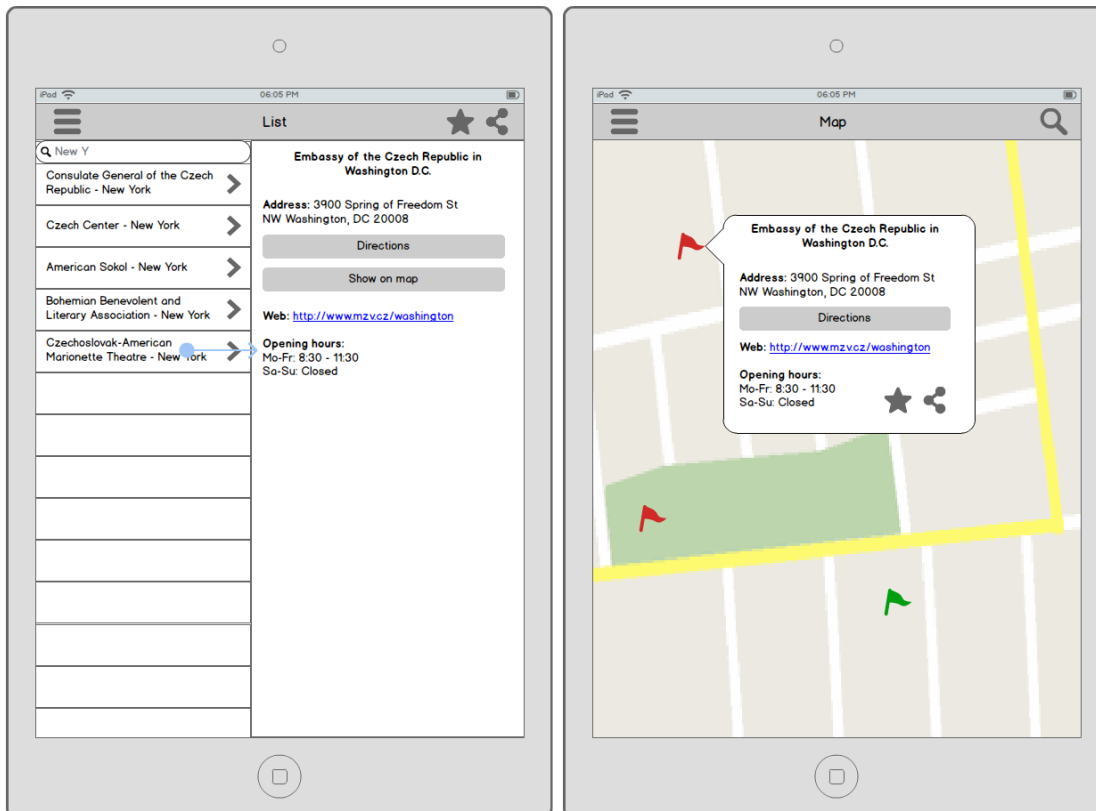 iPad
06:05 PM
List
New Y
Consulate General of the Czech
Republic - New York
Czech Center - New York
American Sokol - New York
Bohemian Benevolent and
Literary Association - New York
Czechoslovak-American
Marionette Theatre - New York
Embassy of the Czech Republic in
Washington D.C.
Address: 3900 Spring of Freedom St
NW Washington, DC 20008
Directions
Show on map
Web: http://www.mzv.cz/washington
Opening hours:
Mo-Fr: 8:30 - 11:30
Sa-Su: Closed
iPad
06:05 PM
Map
Embassy of the Czech Republic in
Washington D.C.
Address: 3900 Spring of Freedom St
NW Washington, DC 20008
Directions
Web: http://www.mzv.cz/washington
Opening hours:
Mo-Fr: 8:30 - 11:30
Sa-Su: Closed